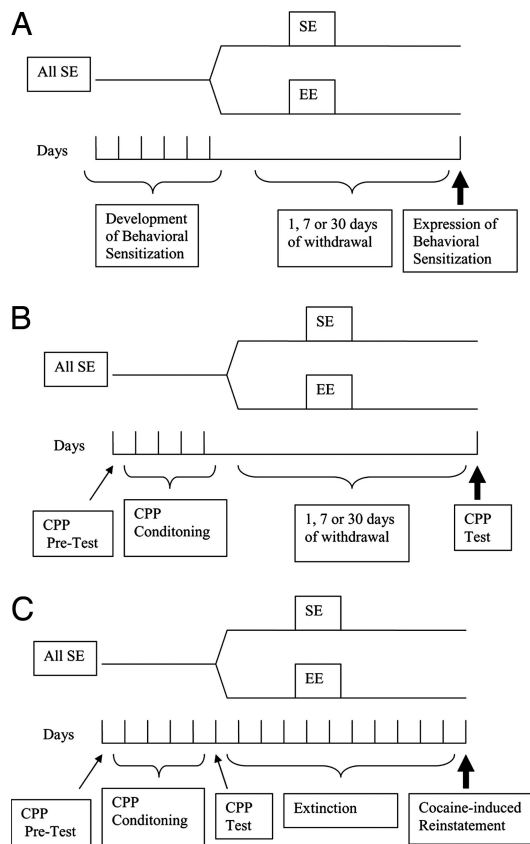 A
SE
All SE
EE
Days
Development
of Behavioral
Sensitization
1, 7 or 30 days
of withdrawal
Expression of
Behavioral
Sensitization
B
SE
All SE
EE
Days
CPP
Pre-Test
CPP
Conditoning
1, 7 or 30 days
of withdrawal
CPP
Test
C
SE
All SE
EE
Days
CPP
Pre-Test
CPP
Conditoning
CPP
Test
Extinction
Cocaine-induced
Reinstatement